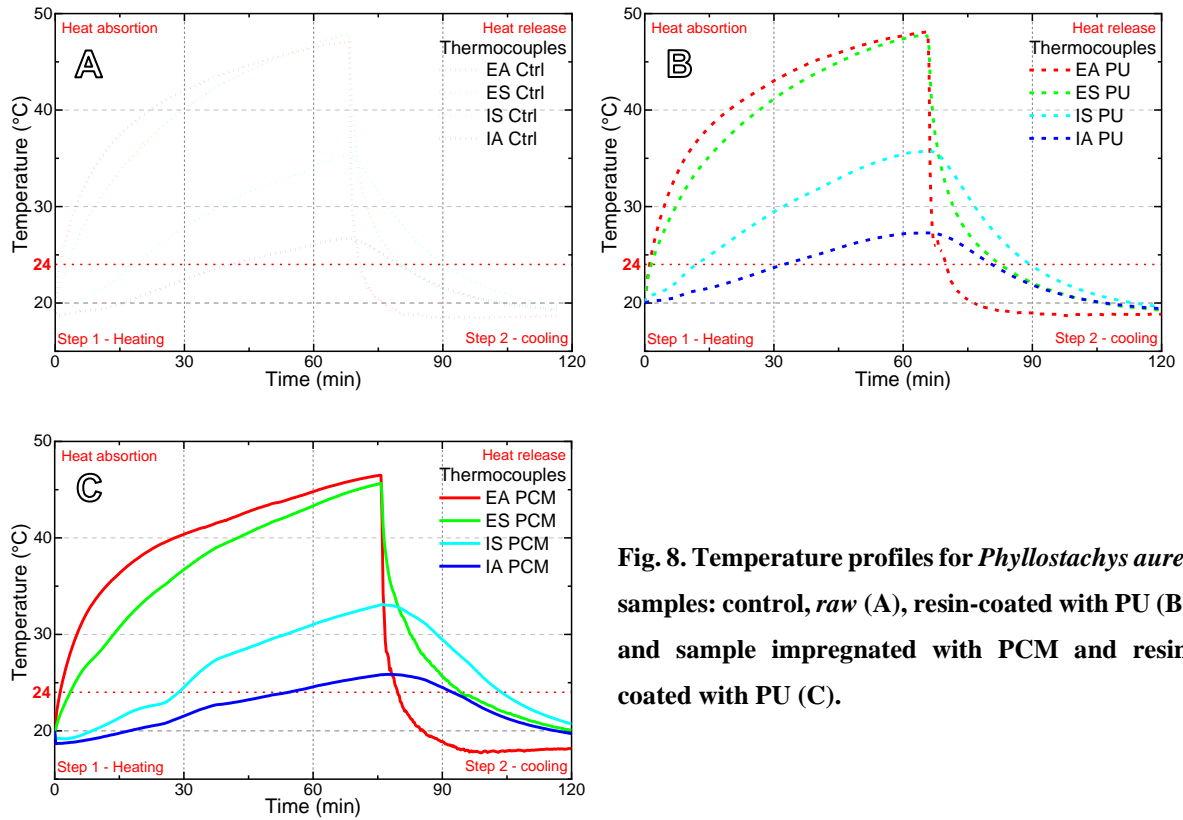 50
Heat absortion
Heat release
Thermocouples
A
EA Ctrl
ES Ctrl
IS Ctrl
IA Ctrl
40
30
24
20
Temperature (°C)
Step 1 - Heating
Step 2 - cooling
0 30 60 90 120
Time (min)
50
Heat absortion
Heat release
Thermocouples
B
EA PU
ES PU
IS PU
IA PU
40
30
24
20
Temperature (°C)
Step 1 - Heating
Step 2 - cooling
0 30 60 90 120
Time (min)
50
Heat absortion
Heat release
Thermocouples
C
EA PCM
ES PCM
IS PCM
IA PCM
40
30
24
20
Temperature (°C)
Step 1 - Heating
Step 2 - cooling
0 30 60 90 120
Time (min)
Fig. 8. Temperature profiles for Phyllostachys aure
samples: control, raw (A), resin-coated with PU (B
and sample impregnated with PCM and resin
coated with PU (C).